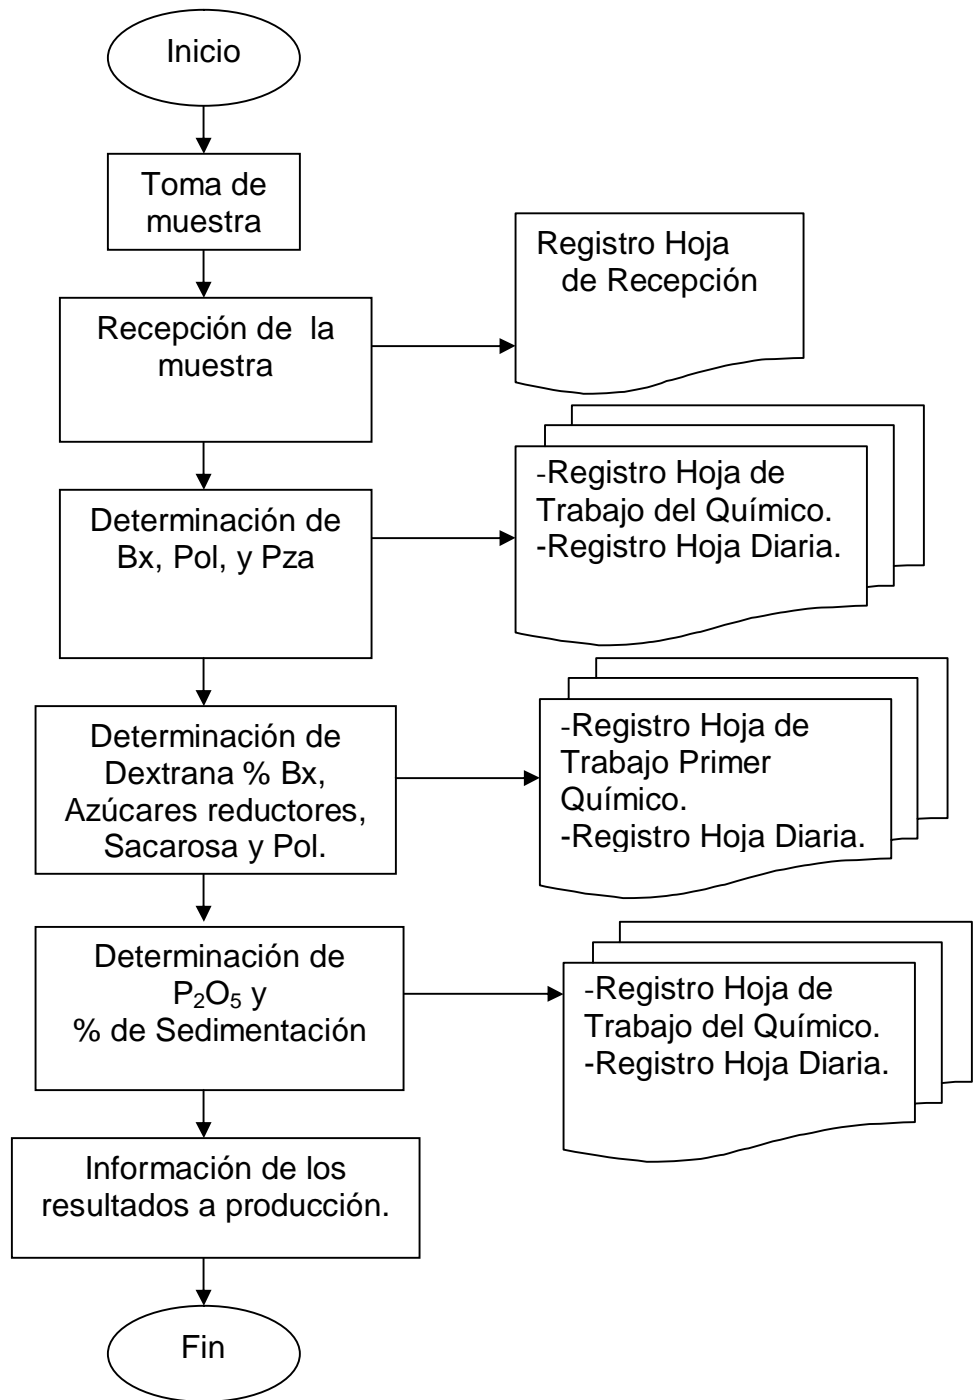 Inicio
Toma de
muestra
Registro Hoja
de Recepción
Recepción de la
muestra
-Registro Hoja de
Trabajo del Químico.
-Registro Hoja Diaria.
Determinación de
Bx, Pol, y Pza
-Registro Hoja de
Trabajo Primer
Químico.
-Registro Hoja Diaria.
Determinación de
Dextrana % Bx,
Azúcares reductores,
Sacarosa y Pol.
Determinación de
P₂O₅ y
% de Sedimentación
-Registro Hoja de
Trabajo del Químico.
-Registro Hoja Diaria.
Información de los
resultados a producción.
Fin